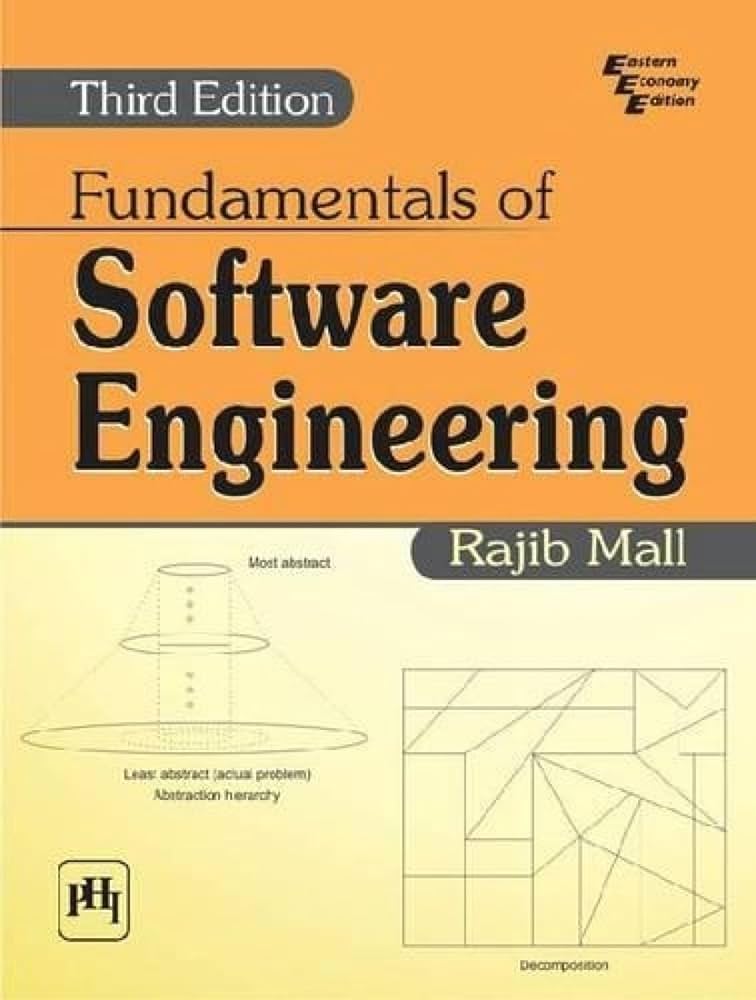 Third Edition
Eastern
Economy
Edition
Fundamentals of
Software
Engineering
Rajib Mall
Most abstract
Least abstract (actual problem)
Abstraction hierarchy
PHI
Decomposition